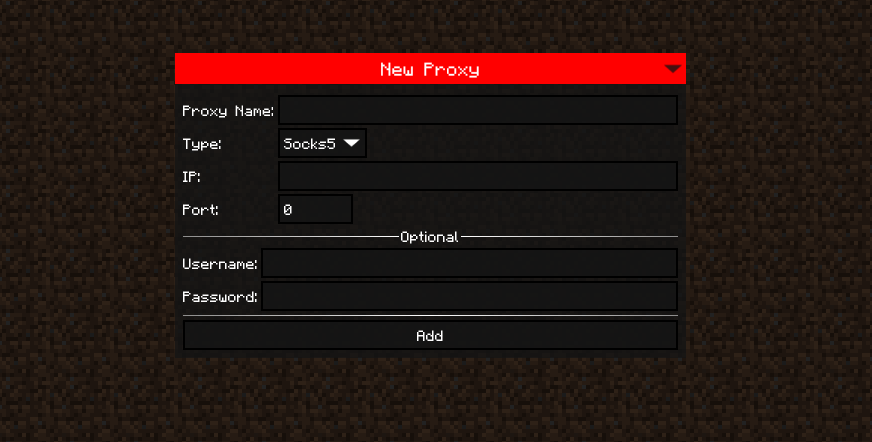 New Proxy
Proxy Name:
Type: Socks5
IP:
Port: 0
Optional
Username:
Password:
Add